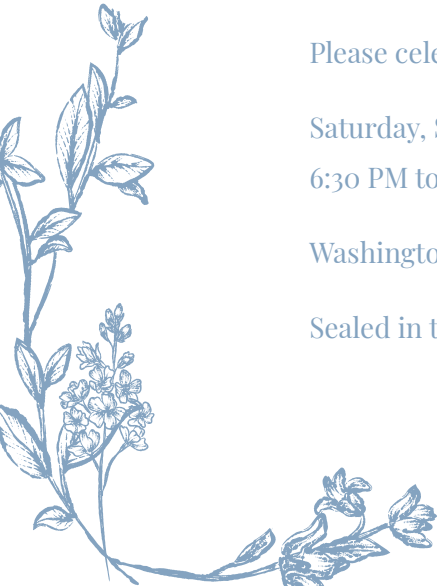 Please cele
Saturday, S
6:30 PM to
Washingto
Sealed in t